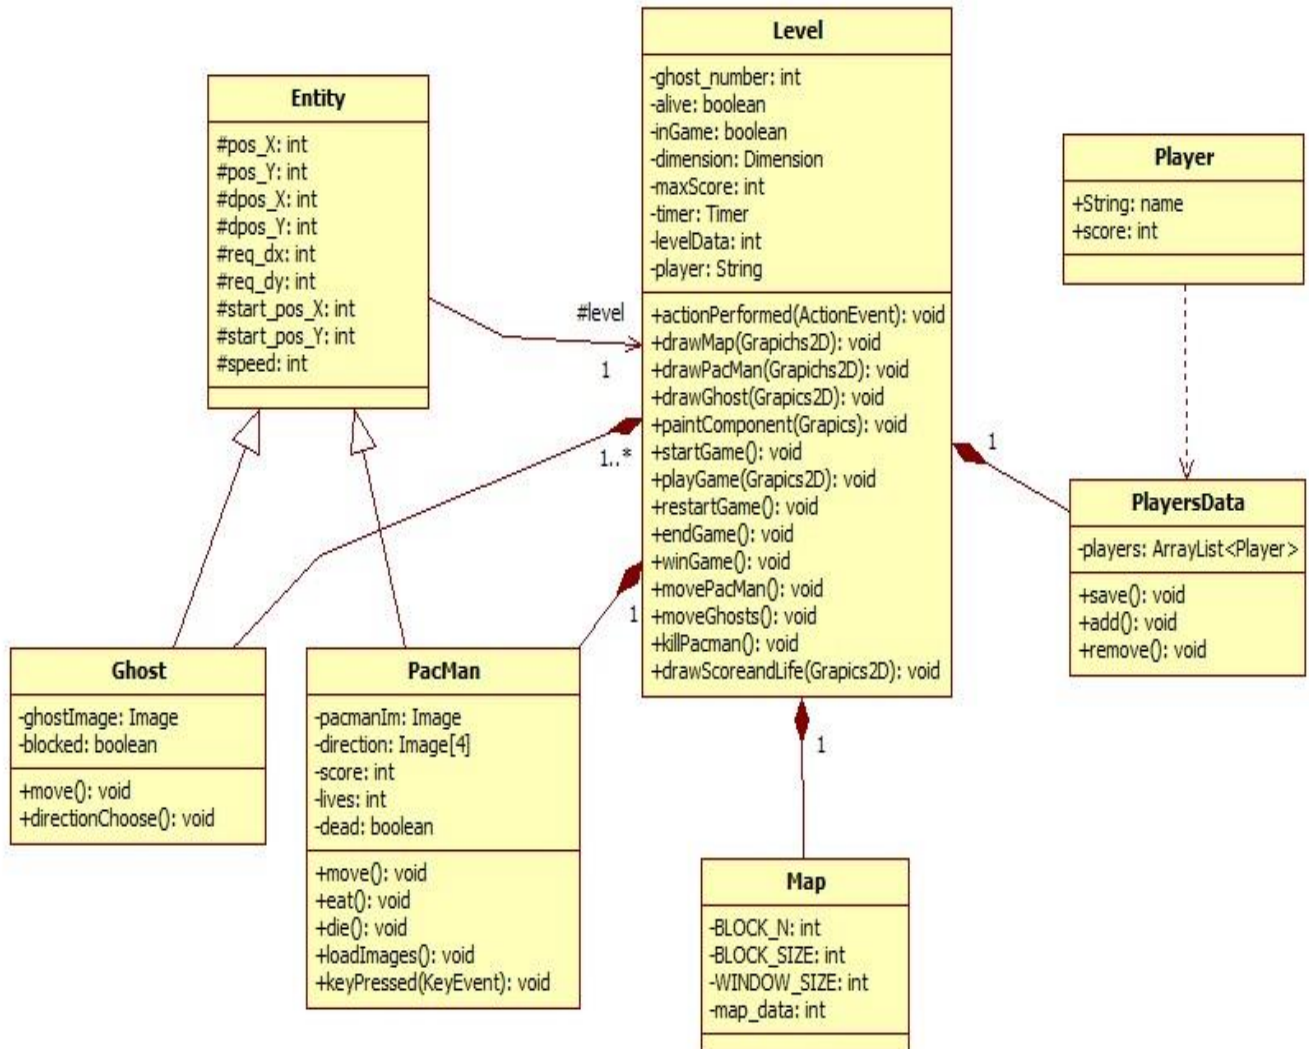 Level
-ghost_number: int
-alive: boolean
-inGame: boolean
-dimension: Dimension
-maxScore: int
-timer: Timer
-levelData: int
-player: String
+actionPerformed(ActionEvent): void
+drawMap(Grapichs2D): void
+drawPacMan(Grapichs2D): void
+drawGhost(Grapics2D): void
+paintComponent(Grapics): void
+startGame(): void
+playGame(Grapics2D): void
+restartGame(): void
+endGame(): void
+winGame(): void
+movePacMan(): void
+moveGhosts(): void
+killPacman(): void
+drawScoreandLife(Grapics2D): void
Entity
#pos_X: int
#pos_Y: int
#dpos_X: int
#dpos_Y: int
#req_dx: int
#req_dy: int
#start_pos_X: int
#start_pos_Y: int
#speed: int
#level
1
1..*
1
1
1
Player
+String: name
+score: int
PlayersData
-players: ArrayList<Player>
+save(): void
+add(): void
+remove(): void
Ghost
-ghostImage: Image
-blocked: boolean
+move(): void
+directionChoose(): void
PacMan
-pacmanIm: Image
-direction: Image[4]
-score: int
-lives: int
-dead: boolean
+move(): void
+eat(): void
+die(): void
+loadImages(): void
+keyPressed(KeyEvent): void
Map
-BLOCK_N: int
-BLOCK_SIZE: int
-WINDOW_SIZE: int
-map_data: int